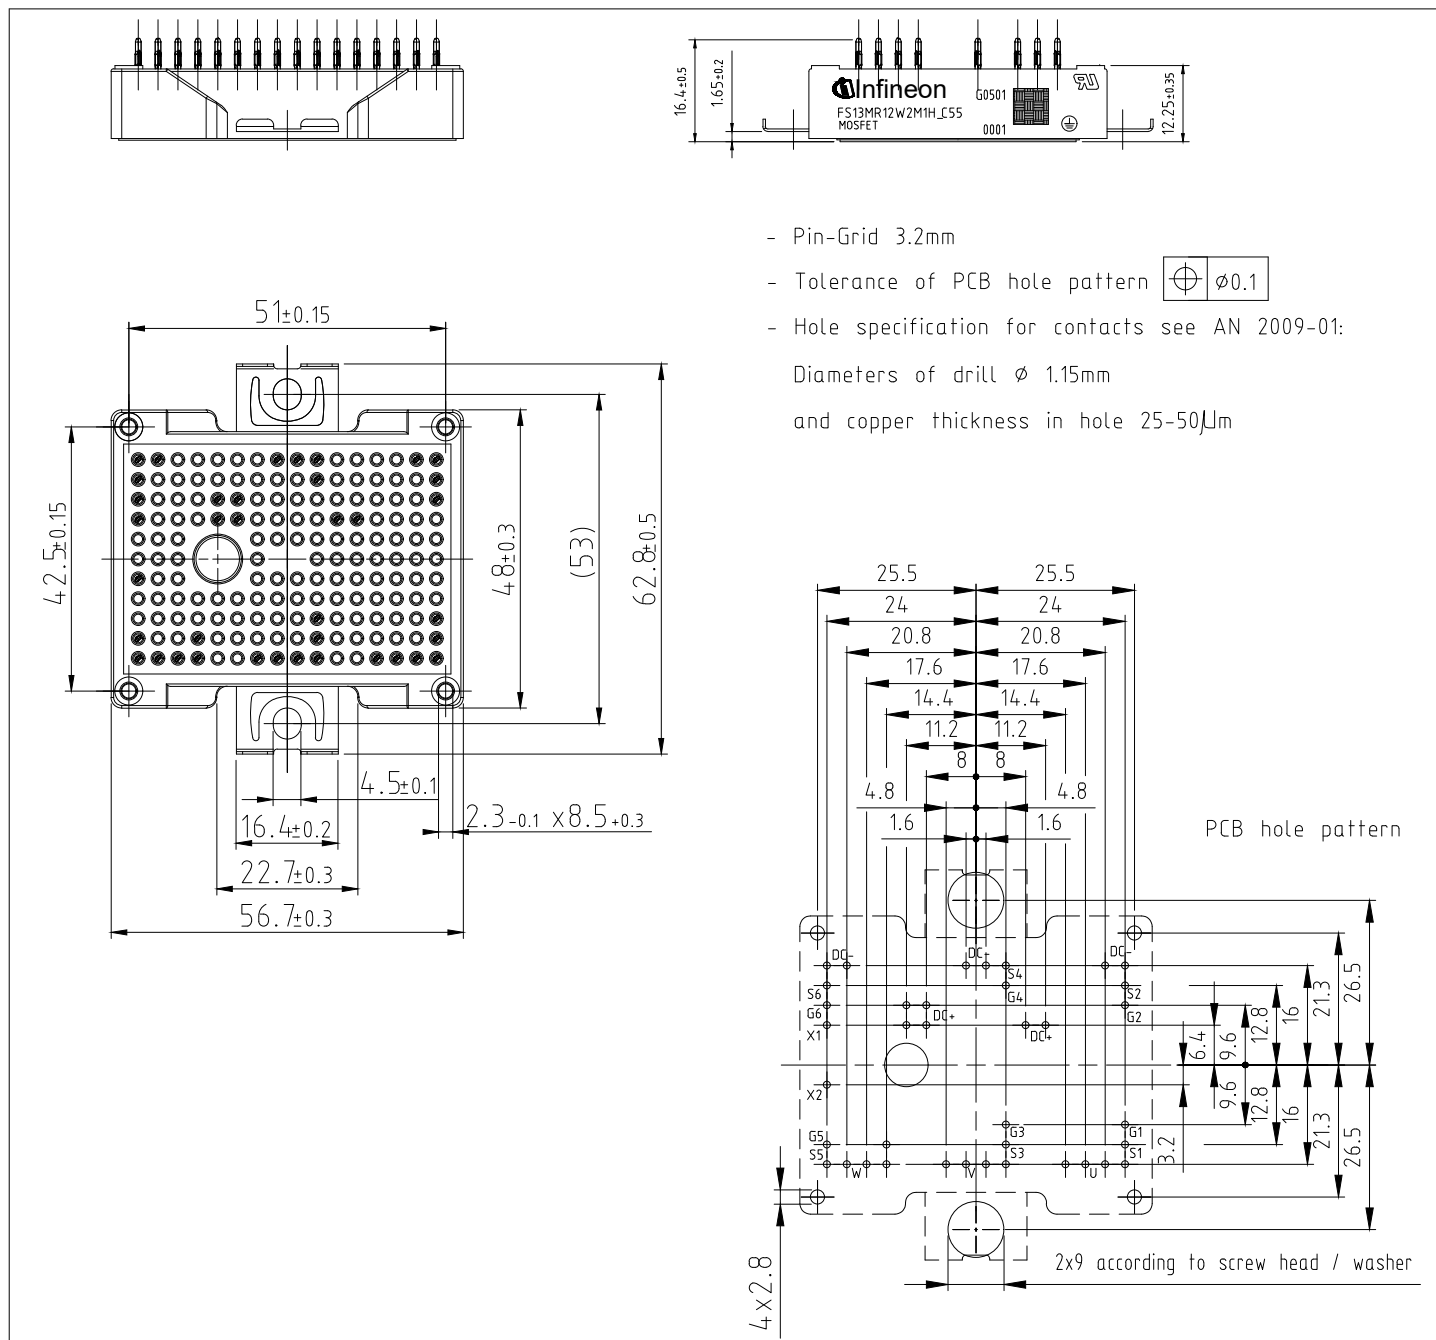 16.4±0.5
1.65±0.2
Infineon
FS13MR12W2M1H_C55
MOSFET
G0501
0001
12.25±0.35
- Pin-Grid 3.2mm
- Tolerance of PCB hole pattern ⌀0.1
- Hole specification for contacts see AN 2009-01:
Diameters of drill ⌀ 1.15mm
and copper thickness in hole 25-50µm
51±0.15
42.5±0.15
48±0.3
(53)
62.8±0.5
4.5±0.1
2.3-0.1 x8.5+0.3
16.4±0.2
22.7±0.3
56.7±0.3
25.5 25.5
24 24
20.8 20.8
17.6 17.6
14.4 14.4
11.2 11.2
8 8
4.8 4.8
1.6 1.6
PCB hole pattern
DC- DC- DC-
S4
S6 G4 S2
G6 DC+ G2
X1 DC+
X2
G5 G3 G1
S5 W V S3 U S1
6.4
9.6
12.8
16
21.3
26.5
3.2
9.6
12.8
16
21.3
26.5
4x2.8
2x9 according to screw head / washer